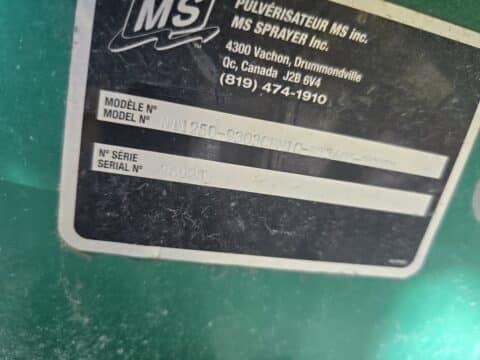 MS
PULVÉRISATEUR MS inc.
MS SPRAYER Inc.
4300 Vachon, Drummondville
Qc, Canada J2B 6V4
(819) 474-1910
MODÈLE N°
MODEL N°
N° SÉRIE
SERIAL N°